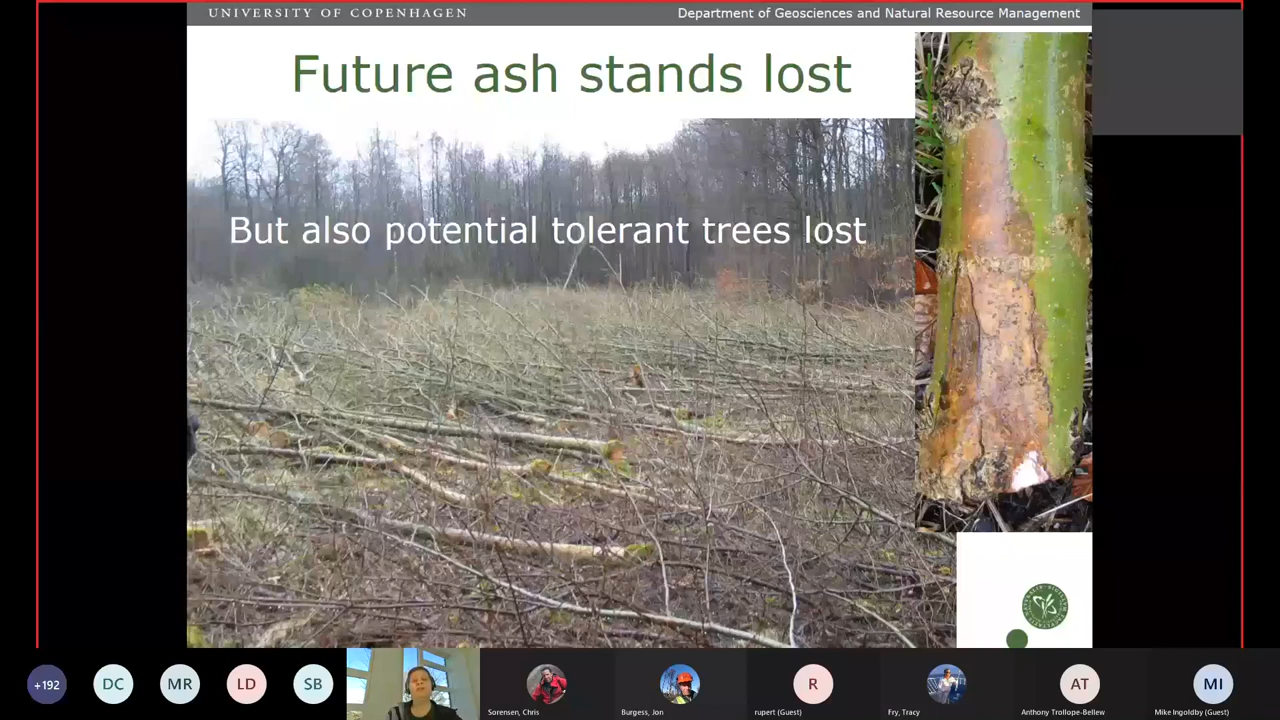 UNIVERSITY OF COPENHAGEN
Department of Geosciences and Natural Resource Management
Future ash stands lost
But also potential tolerant trees lost
+192
DC
MR
LD
SB
Sorensen, Chris
Burgess, Jon
R
rupert (Guest)
Fry, Tracy
AT
Anthony Trollope-Bellew
MI
Mike Ingoldby (Guest)